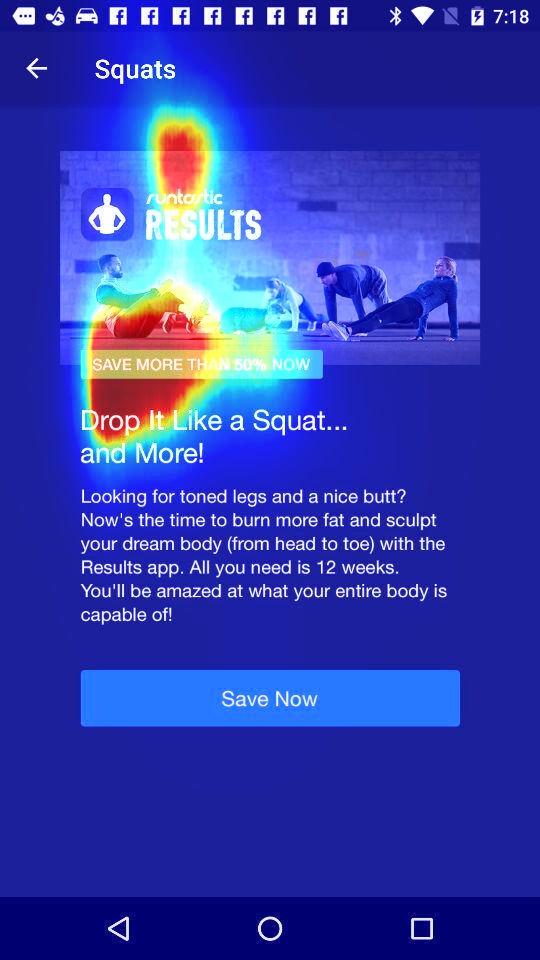 7:18
Squats
runtastic
RESULTS
SAVE MORE THAN 50% NOW
Drop It Like a Squat...
and More!
Looking for toned legs and a nice butt?
Now's the time to burn more fat and sculpt
your dream body (from head to toe) with the
Results app. All you need is 12 weeks.
You'll be amazed at what your entire body is
capable of!
Save Now